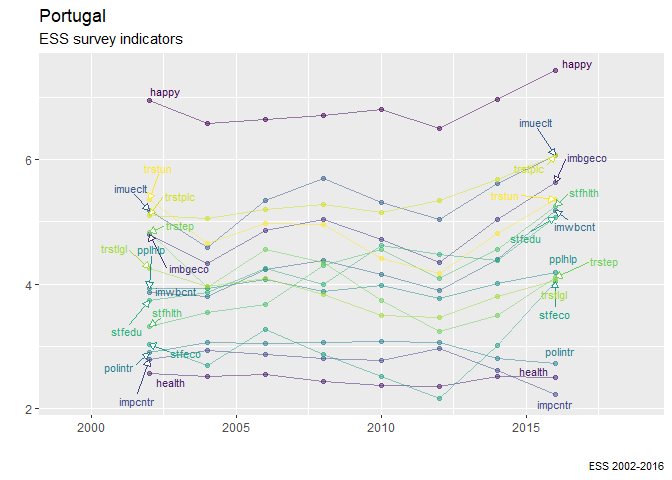 Portugal
ESS survey indicators
happy
happy
imueclt
trstun
trstplc
imbgeco
imueclt
trstplc
trstun
stfhlth
trstep
imwbcnt
stfedu
trstlgl
pplhlp
imbgeco
pplhlp
trstep
imwbcnt
trstlgl
stfhlth
stfeco
stfedu
stfeco
polintr
polintr
health
health
impcntr
impcntr
6
4
2
2000
2005
2010
2015
ESS 2002-2016